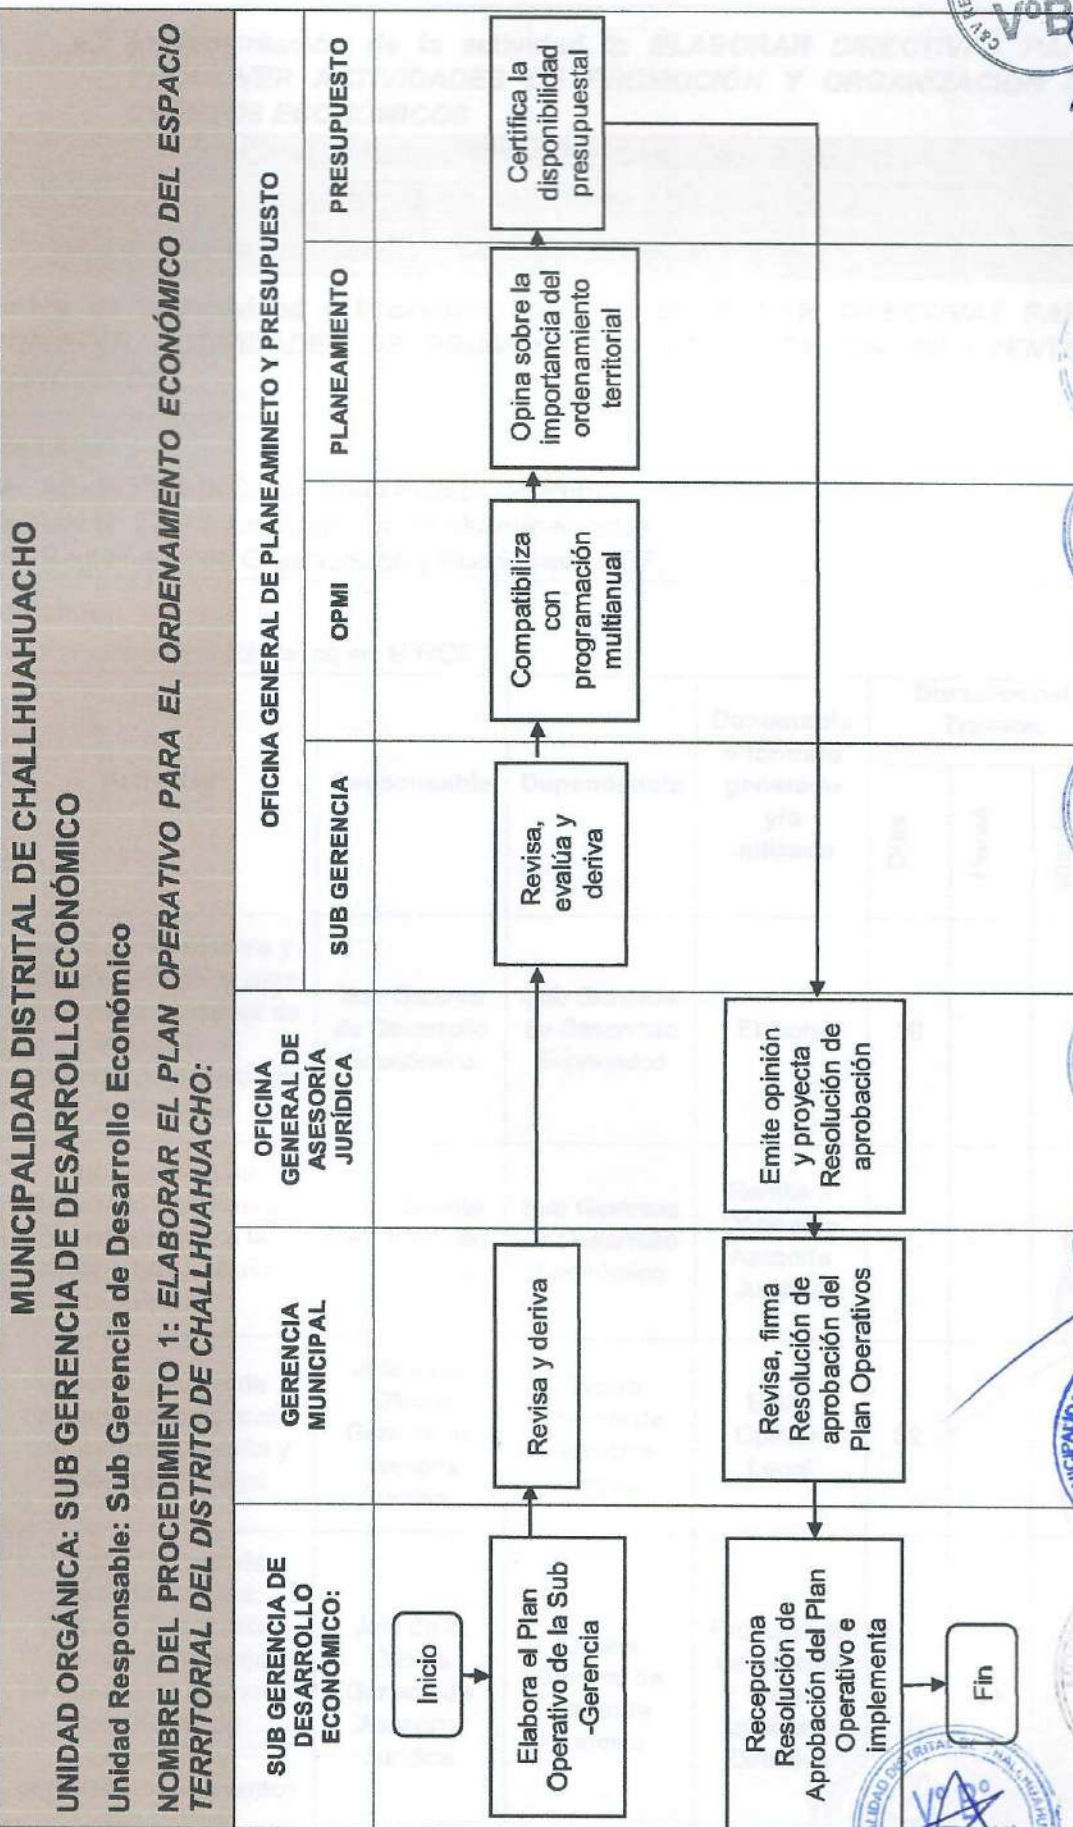 MUNICIPALIDAD DISTRITAL DE CHALLHUAHUACHO
UNIDAD ORGÁNICA: SUB GERENCIA DE DESARROLLO ECONÓMICO
Unidad Responsable: Sub Gerencia de Desarrollo Económico
NOMBRE DEL PROCEDIMIENTO 1: ELABORAR EL PLAN OPERATIVO PARA EL ORDENAMIENTO ECONÓMICO DEL ESPACIO
TERRITORIAL DEL DISTRITO DE CHALLHUAHUACHO:
SUB GERENCIA DE
DESARROLLO
ECONÓMICO:
GERENCIA
MUNICIPAL
OFICINA
GENERAL DE
ASESORÍA
JURÍDICA
OFICINA GENERAL DE PLANEAMINETO Y PRESUPUESTO
SUB GERENCIA
OPMI
PLANEAMIENTO
PRESUPUESTO
Inicio
Elabora el Plan
Operativo de la Sub
-Gerencia
Revisa y deriva
Revisa,
evalúa y
deriva
Compatibiliza
con
programación
multianual
Opina sobre la
importancia del
ordenamiento
territorial
Certifica la
disponibilidad
presupuestal
Emite opinión
y proyecta
Resolución de
aprobación
Revisa, firma
Resolución de
aprobación del
Plan Operativos
Recepciona
Resolución de
Aprobación del Plan
Operativo e
Implementa
Fin
VºBº